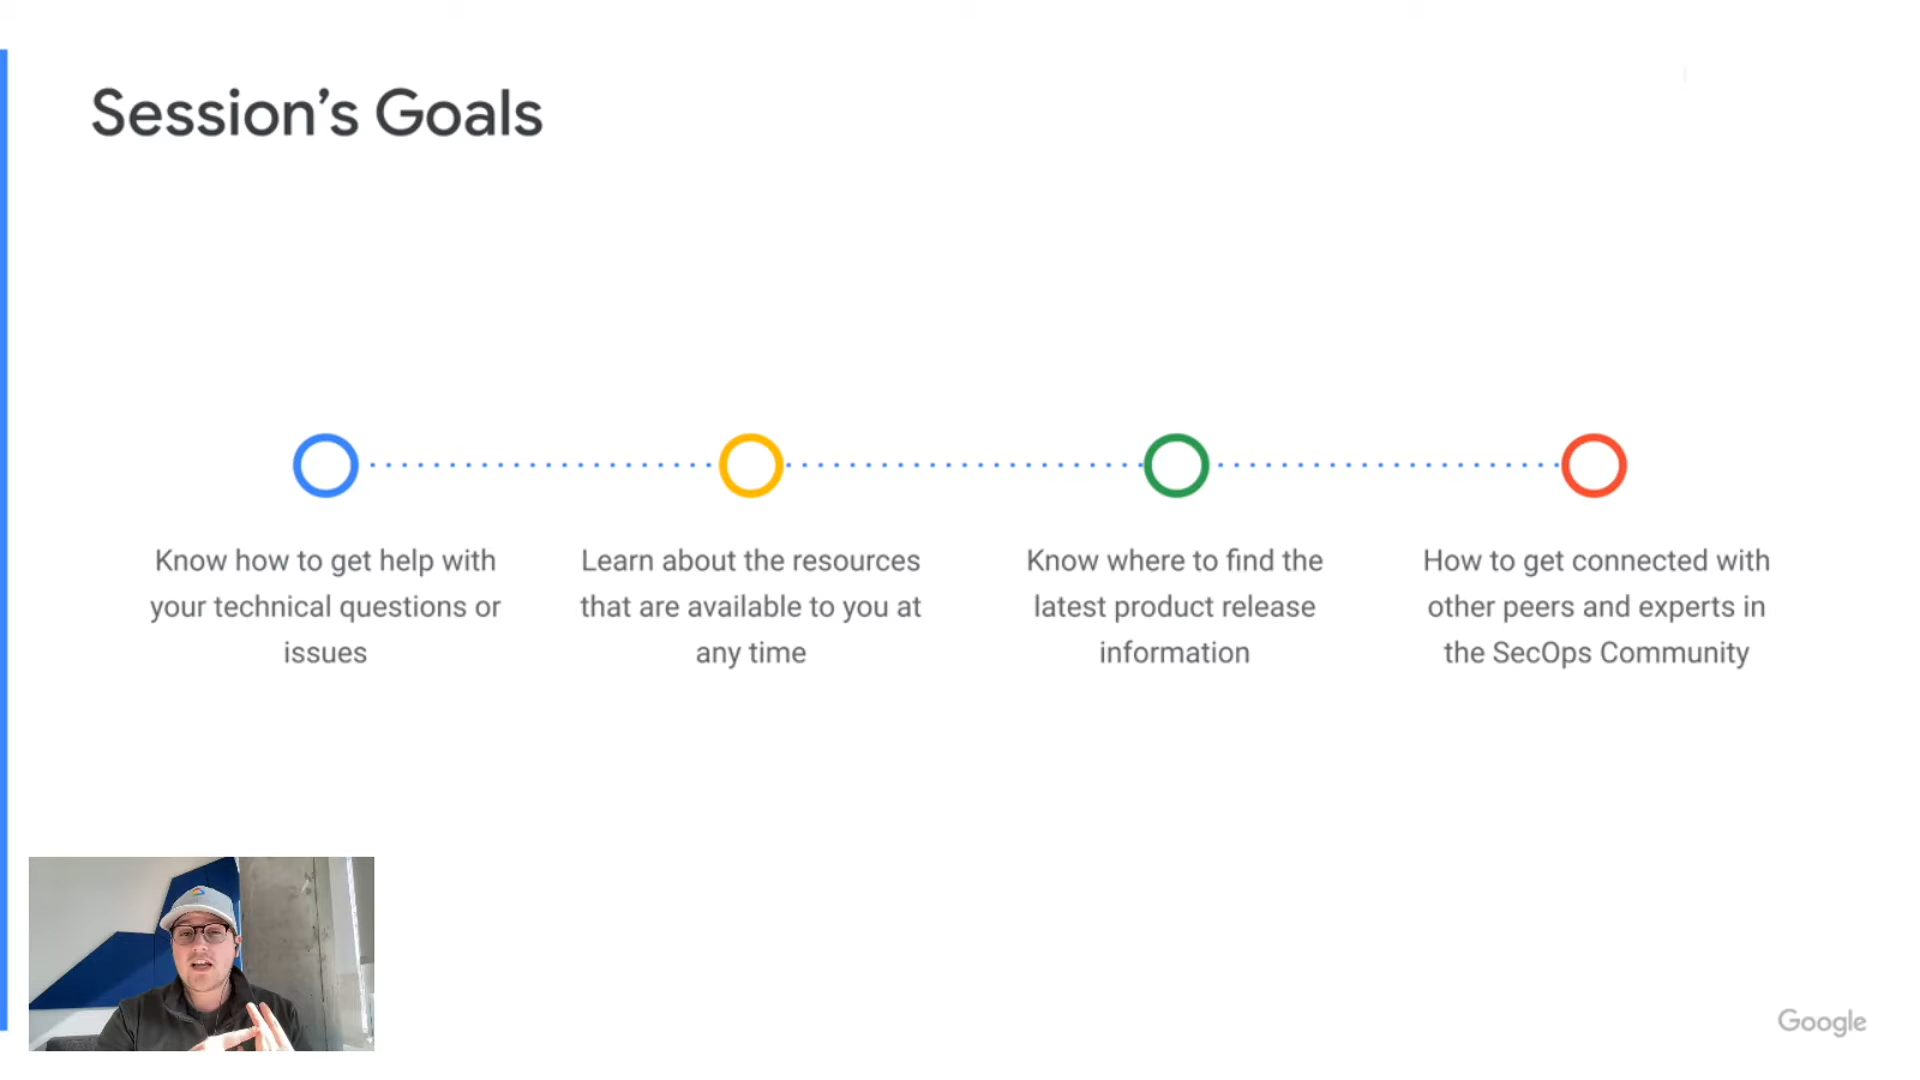 Session’s Goals
Know how to get help with
your technical questions or
issues
Learn about the resources
that are available to you at
any time
Know where to find the
latest product release
information
How to get connected with
other peers and experts in
the SecOps Community
Google